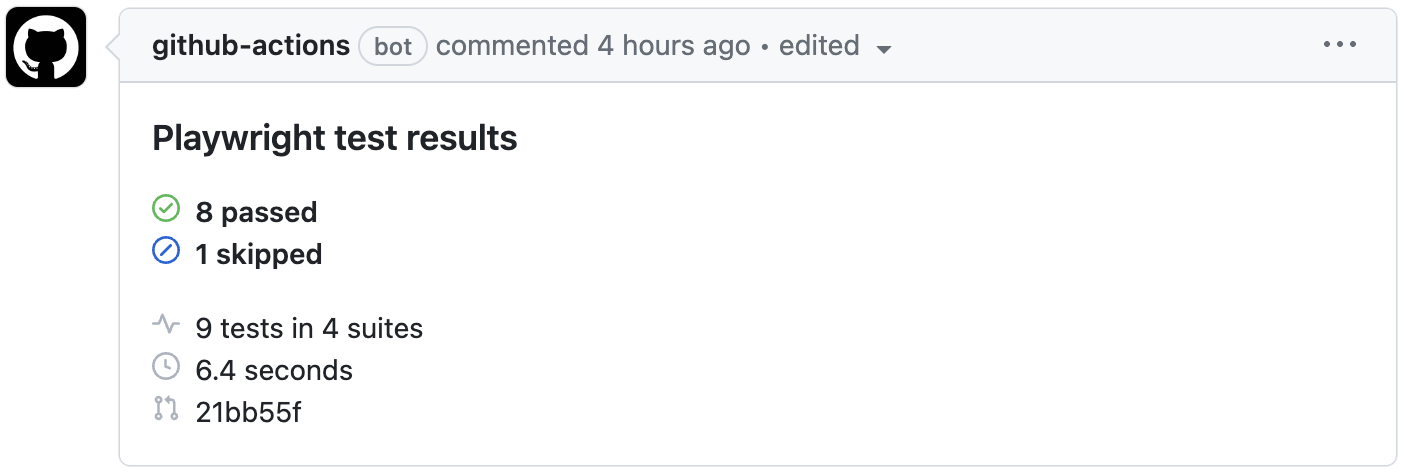 github-actions bot commented 4 hours ago • edited
Playwright test results
8 passed
1 skipped
9 tests in 4 suites
6.4 seconds
21bb55f